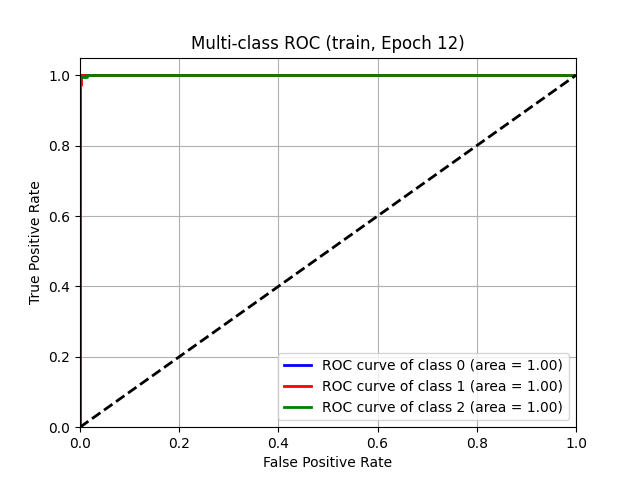 Multi-class ROC (train, Epoch 12)
True Positive Rate
1.0
0.8
0.6
0.4
0.2
0.0
ROC curve of class 0 (area = 1.00)
ROC curve of class 1 (area = 1.00)
ROC curve of class 2 (area = 1.00)
0.0 0.2 0.4 0.6 0.8 1.0
False Positive Rate